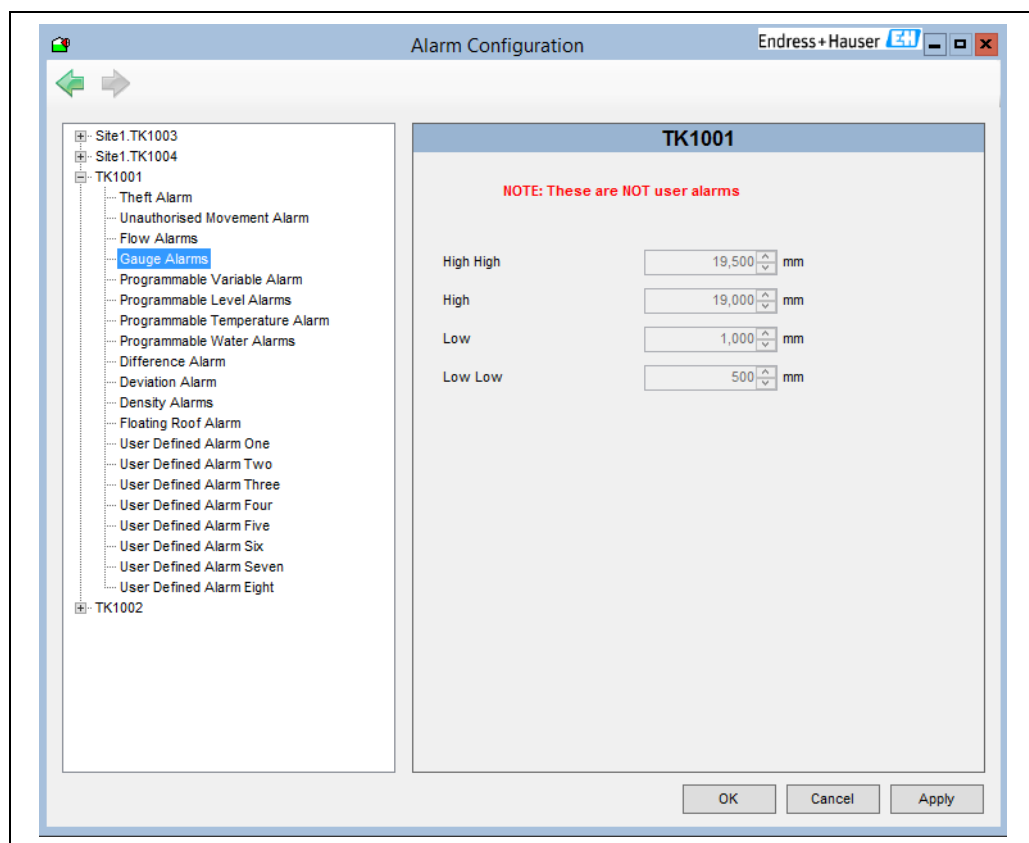 Alarm Configuration
Endress+Hauser EH
Site1.TK1003
Site1.TK1004
TK1001
Theft Alarm
Unauthorised Movement Alarm
Flow Alarms
Gauge Alarms
Programmable Variable Alarm
Programmable Level Alarms
Programmable Temperature Alarm
Programmable Water Alarms
Difference Alarm
Deviation Alarm
Density Alarms
Floating Roof Alarm
User Defined Alarm One
User Defined Alarm Two
User Defined Alarm Three
User Defined Alarm Four
User Defined Alarm Five
User Defined Alarm Six
User Defined Alarm Seven
User Defined Alarm Eight
TK1002
TK1001
NOTE: These are NOT user alarms
High High 19,500 mm
High 19,000 mm
Low 1,000 mm
Low Low 500 mm
OK Cancel Apply